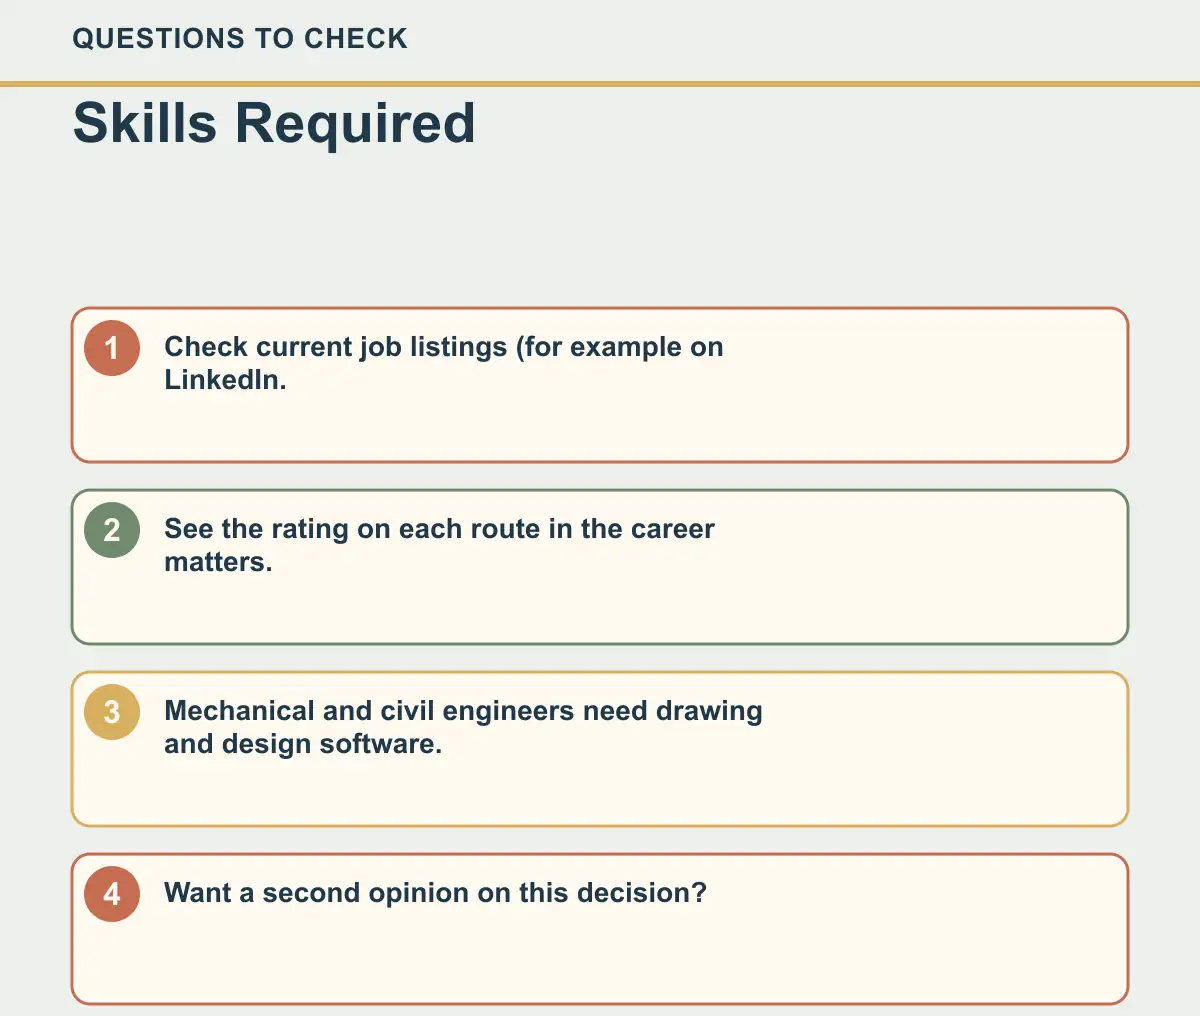 QUESTIONS TO CHECK
Skills Required
1
Check current job listings (for example on
LinkedIn.
2
See the rating on each route in the career
matters.
3
Mechanical and civil engineers need drawing
and design software.
4
Want a second opinion on this decision?